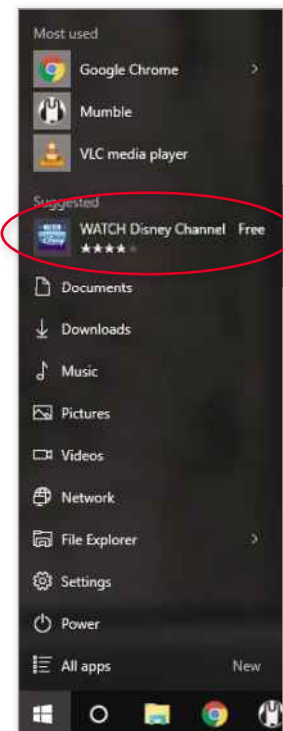 Most used
Google Chrome
Mumble
VLC media player
Suggested
WATCH Disney Channel Free
Documents
Downloads
Music
Pictures
Videos
Network
File Explorer
Settings
Power
All apps New